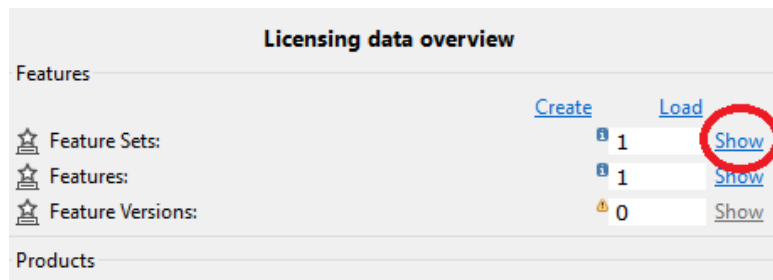 Licensing data overview
Features
Create Load
Feature Sets: 1 Show
Features: 1 Show
Feature Versions: 0 Show
Products